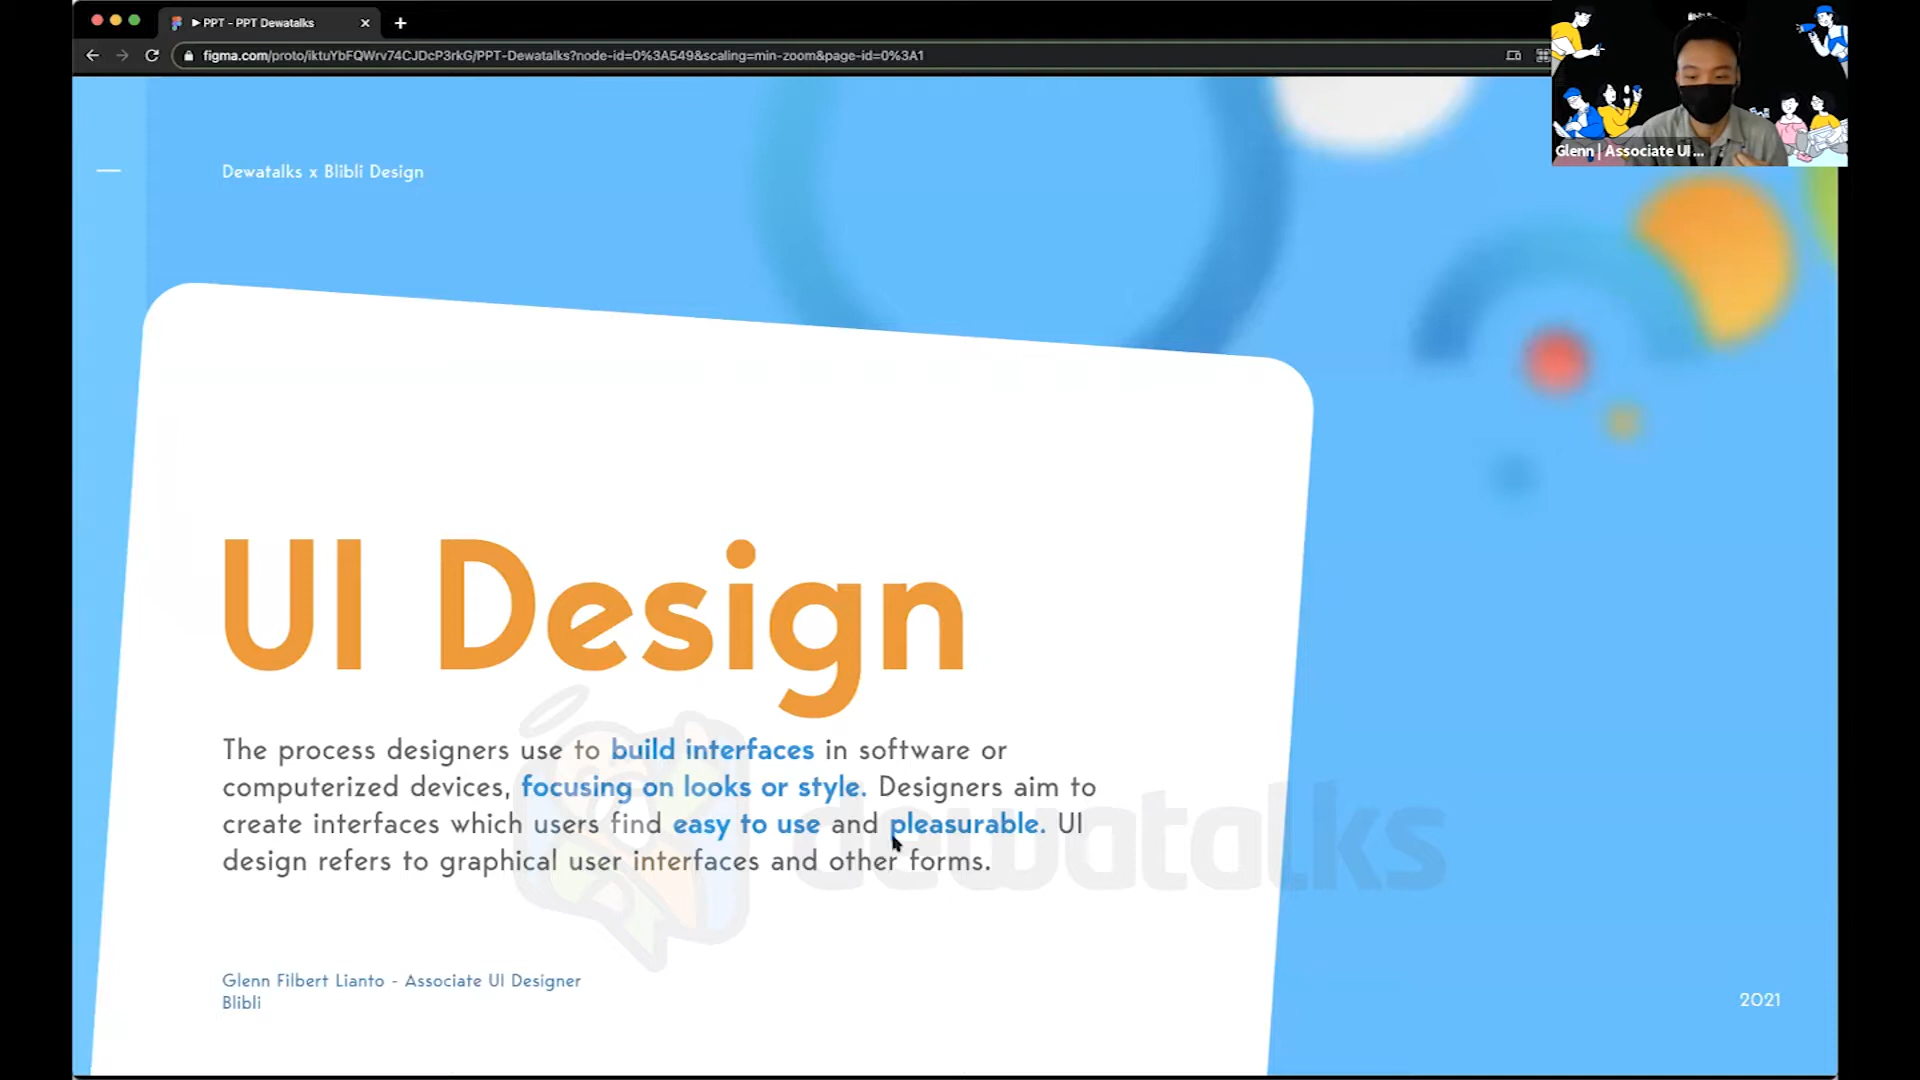 PPT - PPT Dewatalks
figma.com/proto/iktuYbFQWrv74CJDcP3rkG/PPT-Dewatalks?node-id=0%3A549&scaling=min-zoom&page-id=0%3A1
Glenn | Associate UI ...
Dewatalks x Blibli Design
UI Design
The process designers use to build interfaces in software or
computerized devices, focusing on looks or style. Designers aim to
create interfaces which users find easy to use and pleasurable. UI
design refers to graphical user interfaces and other forms.
dewatalks
Glenn Filbert Lianto - Associate UI Designer
Blibli
2021